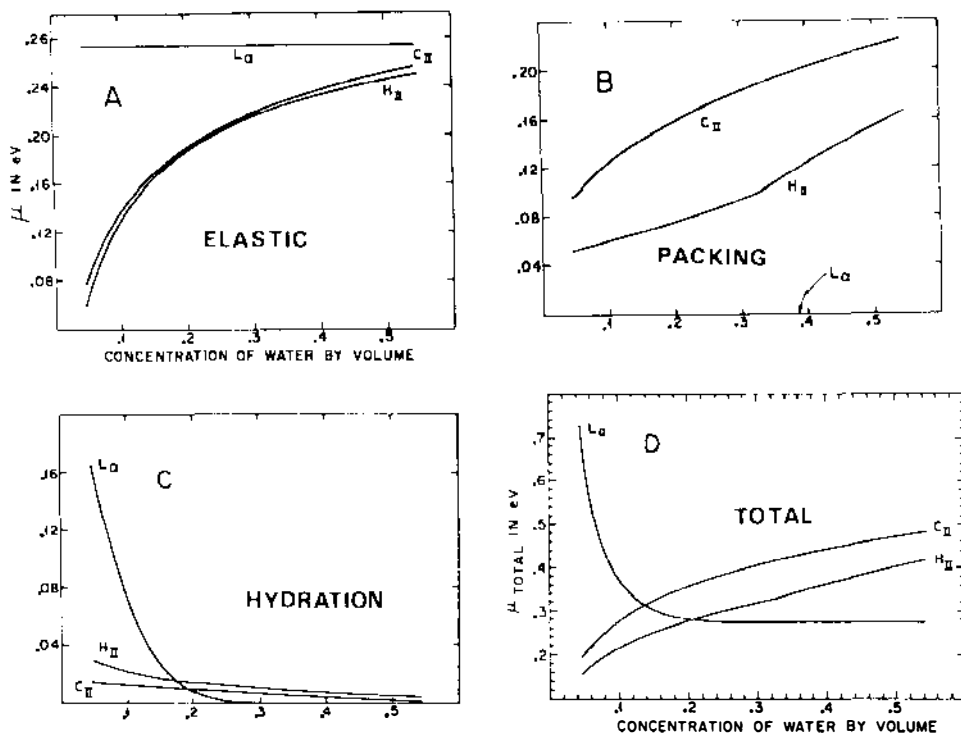 A
.26
.24
.20
.16
.12
.08
μ IN eV
Lα
CII
HII
ELASTIC
.1 .2 .3 .4 .5
CONCENTRATION OF WATER BY VOLUME
B
.20
.16
.12
.08
.04
CII
HII
PACKING
Lα
.1 .2 .3 .4 .5
C
.16
.12
.08
.04
Lα
HII
CII
HYDRATION
.1 .2 .3 .4 .5
D
.7
.6
.5
.4
.3
.2
μTOTAL IN eV
Lα
TOTAL
CII
HII
.1 .2 .3 .4 .5
CONCENTRATION OF WATER BY VOLUME